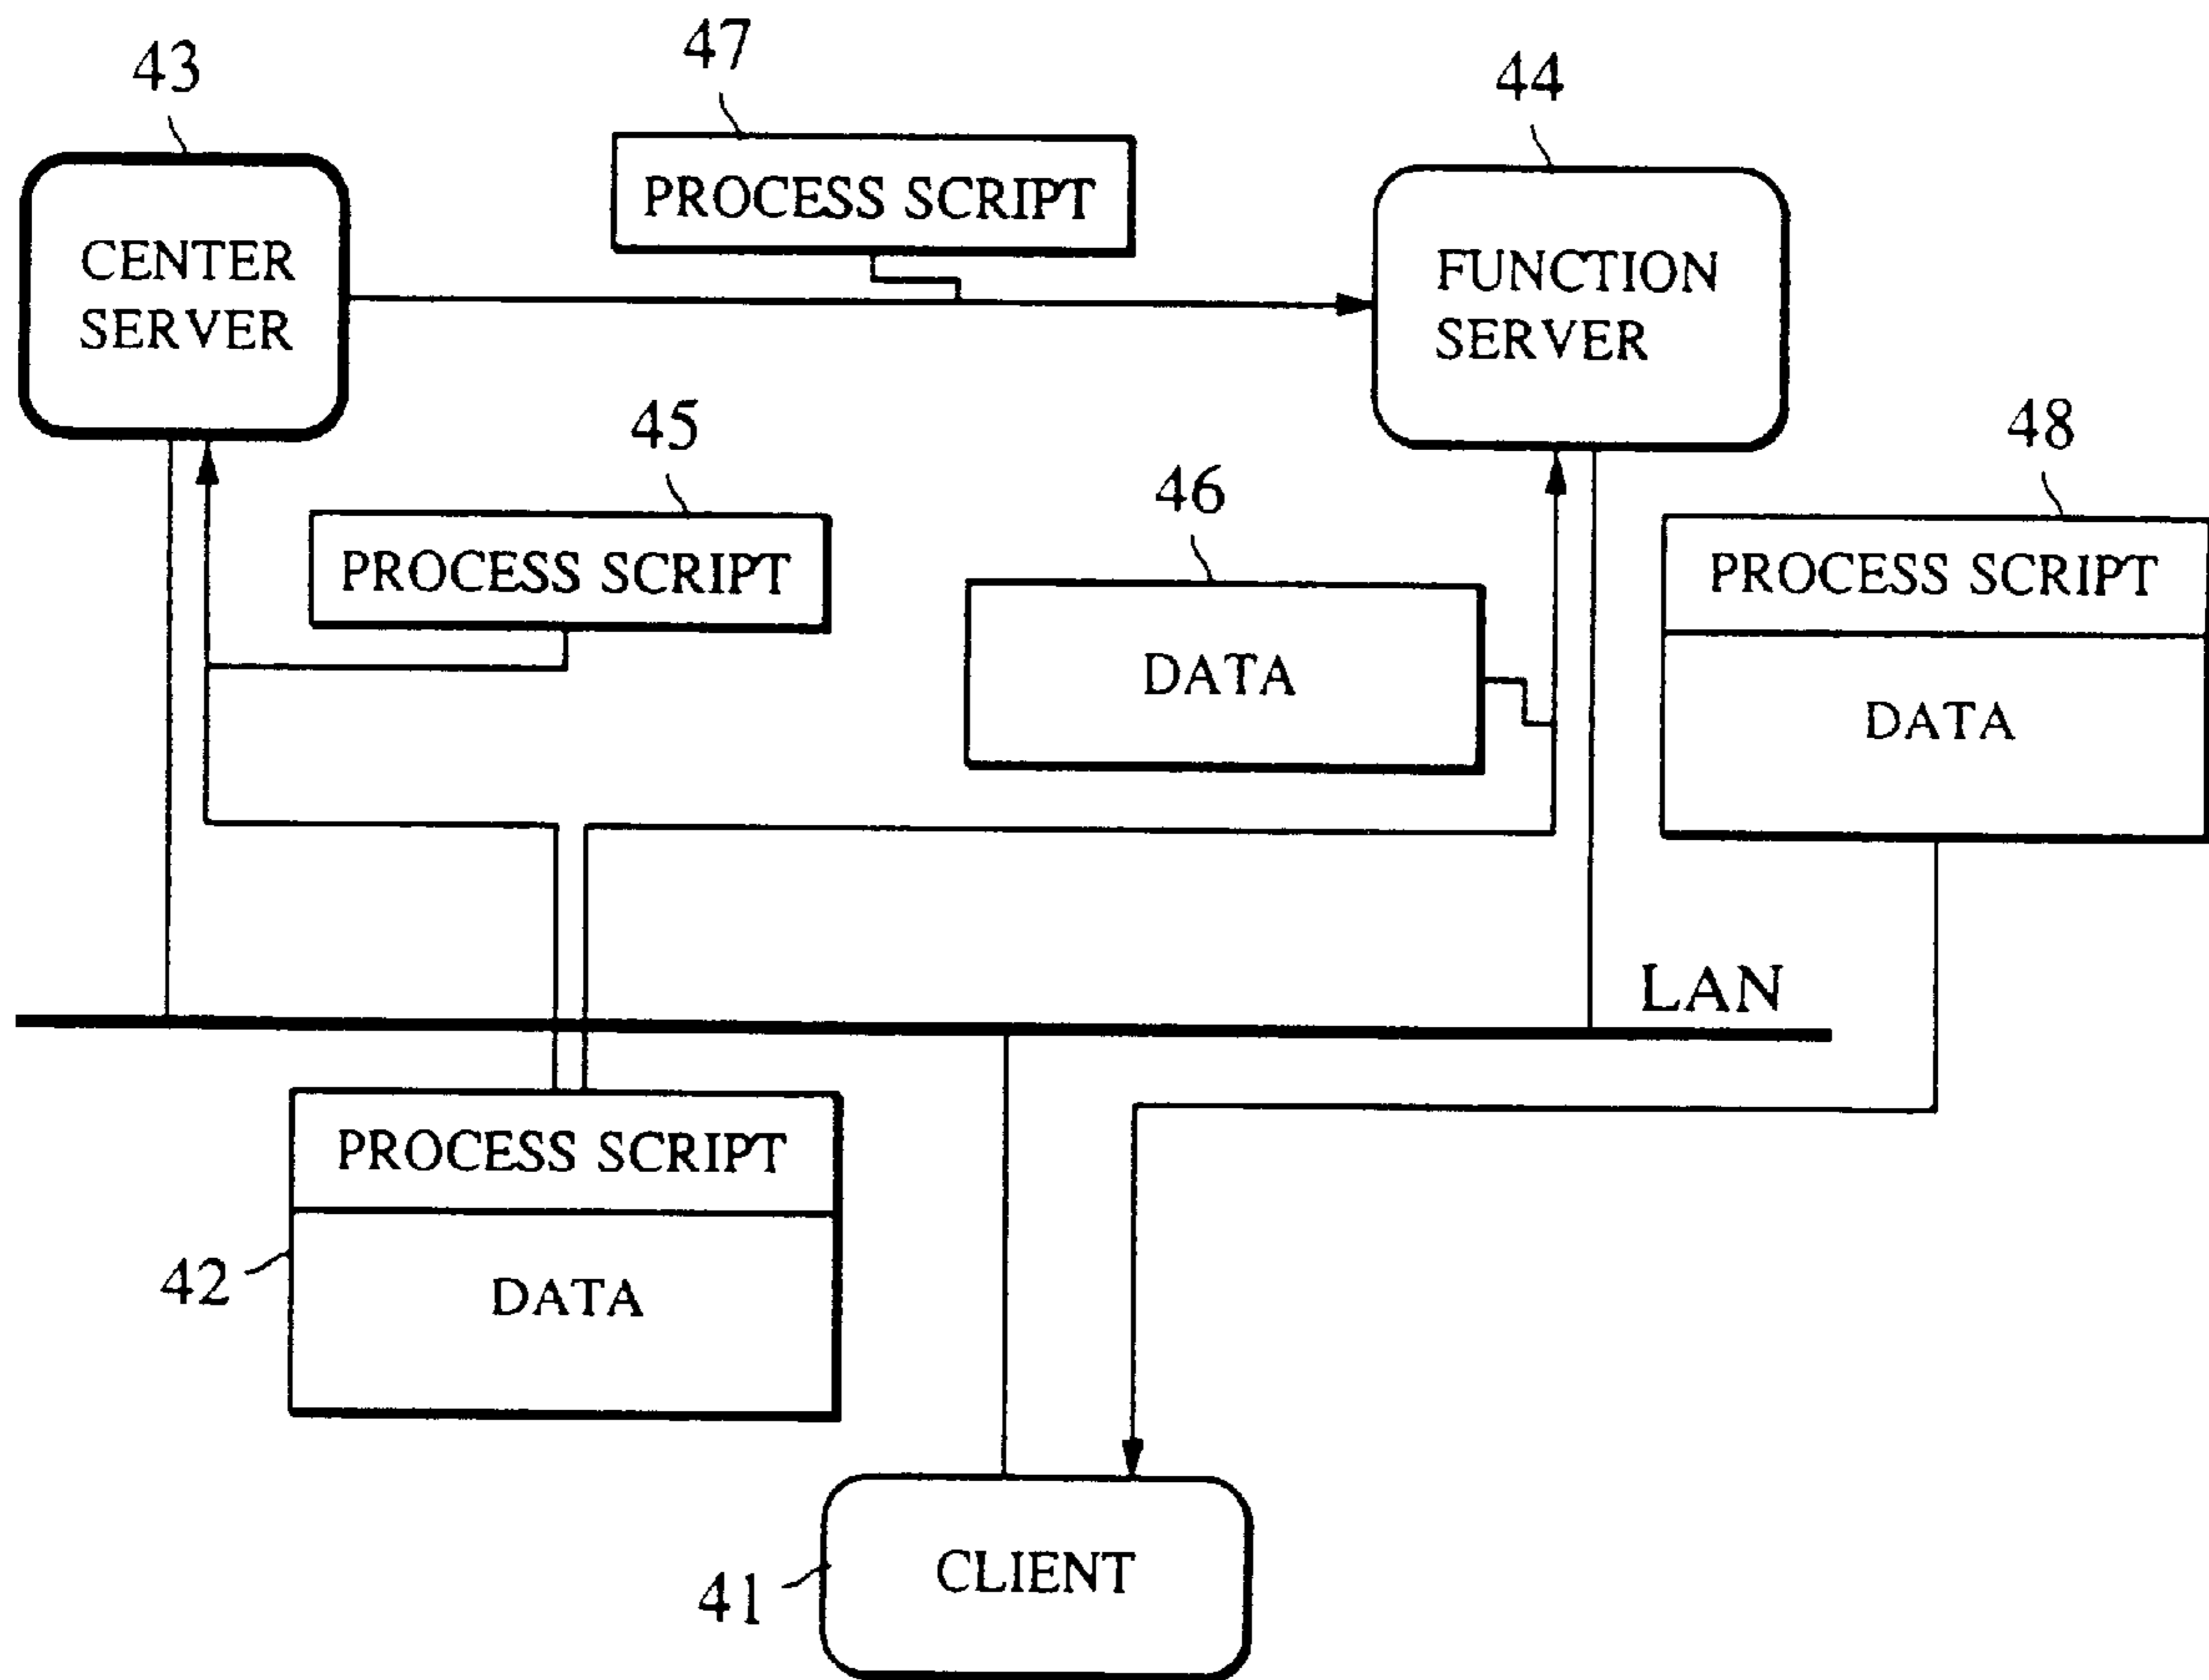 43
47
44
PROCESS SCRIPT
CENTER
SERVER
FUNCTION
SERVER
45
46
48
PROCESS SCRIPT
DATA
PROCESS SCRIPT
DATA
LAN
PROCESS SCRIPT
42
DATA
41
CLIENT